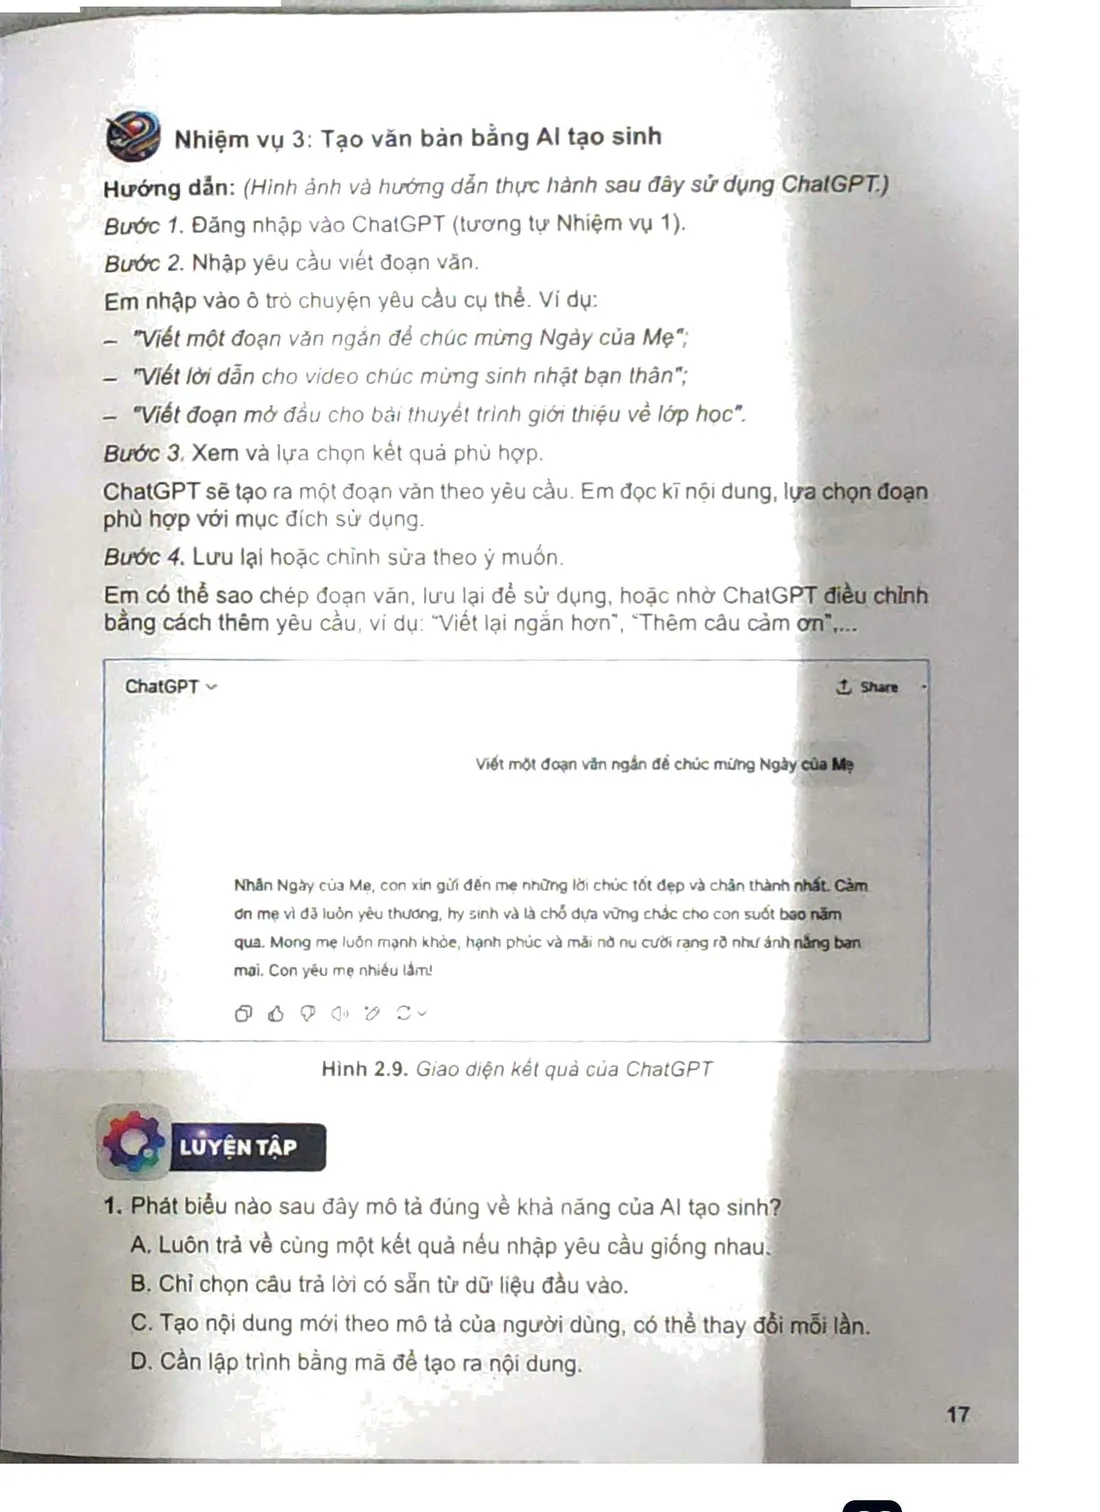 Nhiệm vụ 3: Tạo văn bản bằng AI tạo sinh
Hướng dẫn: (Hình ảnh và hướng dẫn thực hành sau đây sử dụng ChatGPT.)
Bước 1. Đăng nhập vào ChatGPT (tương tự Nhiệm vụ 1).
Bước 2. Nhập yêu cầu viết đoạn văn.
Em nhập vào ô trò chuyện yêu cầu cụ thể. Ví dụ:
– "Viết một đoạn văn ngắn để chúc mừng Ngày của Mẹ";
– "Viết lời dẫn cho video chúc mừng sinh nhật bạn thân";
– "Viết đoạn mở đầu cho bài thuyết trình giới thiệu về lớp học".
Bước 3. Xem và lựa chọn kết quả phù hợp.
ChatGPT sẽ tạo ra một đoạn văn theo yêu cầu. Em đọc kĩ nội dung, lựa chọn đoạn
phù hợp với mục đích sử dụng.
Bước 4. Lưu lại hoặc chỉnh sửa theo ý muốn.
Em có thể sao chép đoạn văn, lưu lại để sử dụng, hoặc nhờ ChatGPT điều chỉnh
bằng cách thêm yêu cầu, ví dụ: "Viết lại ngắn hơn", "Thêm câu cảm ơn",...
ChatGPT
Share
Viết một đoạn văn ngắn để chúc mừng Ngày của Mẹ
Nhân Ngày của Mẹ, con xin gửi đến mẹ những lời chúc tốt đẹp và chân thành nhất. Cảm
ơn mẹ vì đã luôn yêu thương, hy sinh và là chỗ dựa vững chắc cho con suốt bao năm
qua. Mong mẹ luôn mạnh khỏe, hạnh phúc và mãi nở nụ cười rạng rỡ như ánh nắng ban
mai. Con yêu mẹ nhiều lắm!
Hình 2.9. Giao diện kết quả của ChatGPT
LUYỆN TẬP
1. Phát biểu nào sau đây mô tả đúng về khả năng của AI tạo sinh?
A. Luôn trả về cùng một kết quả nếu nhập yêu cầu giống nhau.
B. Chỉ chọn câu trả lời có sẵn từ dữ liệu đầu vào.
C. Tạo nội dung mới theo mô tả của người dùng, có thể thay đổi mỗi lần.
D. Cần lập trình bằng mã để tạo ra nội dung.
17